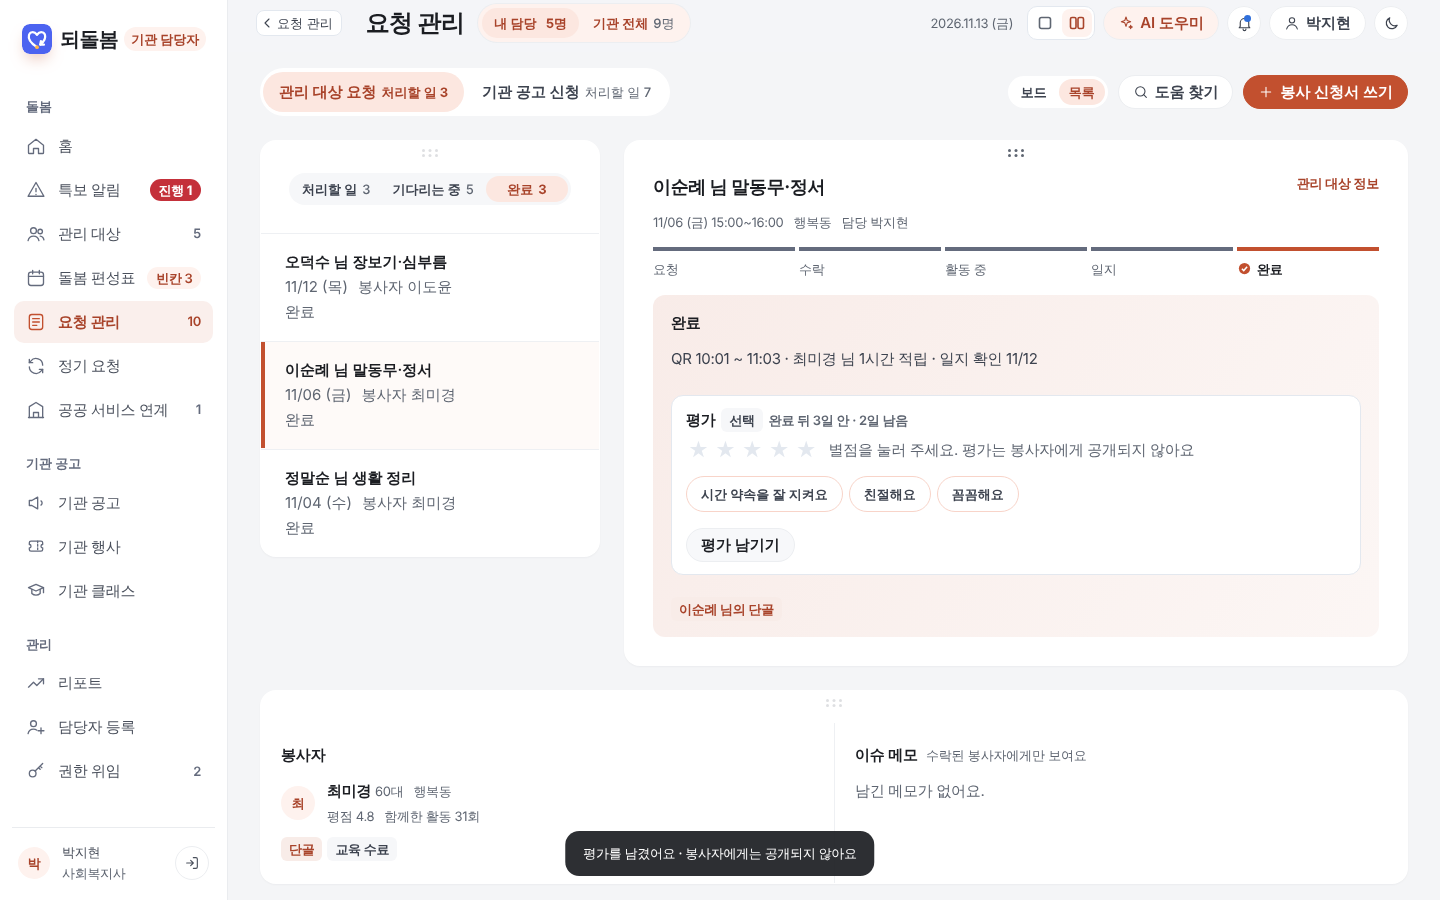 되돌봄 기관 담당자
돌봄
홈
특보 알림 진행 1
관리 대상 5
돌봄 편성표 빈칸 3
요청 관리 10
정기 요청
공공 서비스 연계 1
기관 공고
기관 공고
기관 행사
기관 클래스
관리
리포트
담당자 등록
권한 위임 2
박 박지현
사회복지사
요청 관리 요청 관리 내 담당 5명 기관 전체 9명 2026.11.13 (금) AI 도우미 박지현
관리 대상 요청 처리할 일 3 기관 공고 신청 처리할 일 7 보드 목록 도움 찾기 봉사 신청서 쓰기
처리할 일 3 기다리는 중 5 완료 3
오덕수 님 장보기·심부름
11/12 (목) 봉사자 이도윤
완료
이순례 님 말동무·정서
11/06 (금) 봉사자 최미경
완료
정말순 님 생활 정리
11/04 (수) 봉사자 최미경
완료
이순례 님 말동무·정서 관리 대상 정보
11/06 (금) 15:00~16:00 행복동 담당 박지현
요청 수락 활동 중 일지 완료
완료
QR 10:01 ~ 11:03 · 최미경 님 1시간 적립 · 일지 확인 11/12
평가 선택 완료 뒤 3일 안 · 2일 남음
별점을 눌러 주세요. 평가는 봉사자에게 공개되지 않아요
시간 약속을 잘 지켜요 친절해요 꼼꼼해요
평가 남기기
이순례 님의 단골
봉사자
최 최미경 60대 행복동
평점 4.8 함께한 활동 31회
단골 교육 수료
이슈 메모 수락된 봉사자에게만 보여요
남긴 메모가 없어요.
평가를 남겼어요 · 봉사자에게는 공개되지 않아요